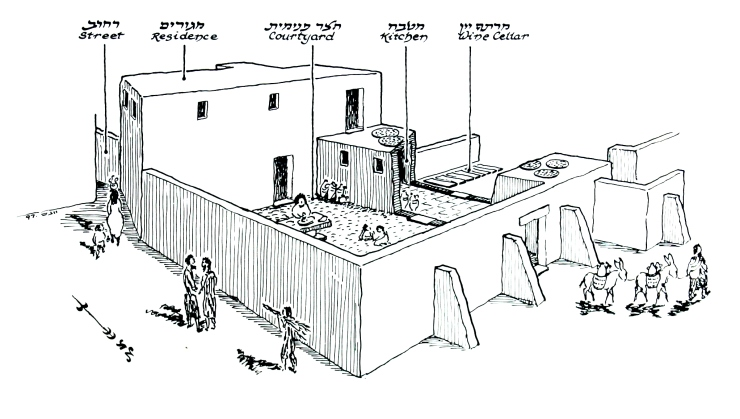 רחוב
Street
מגורים
Residence
חצר פנימית
Courtyard
מטבח
Kitchen
מרתף יין
Wine Cellar